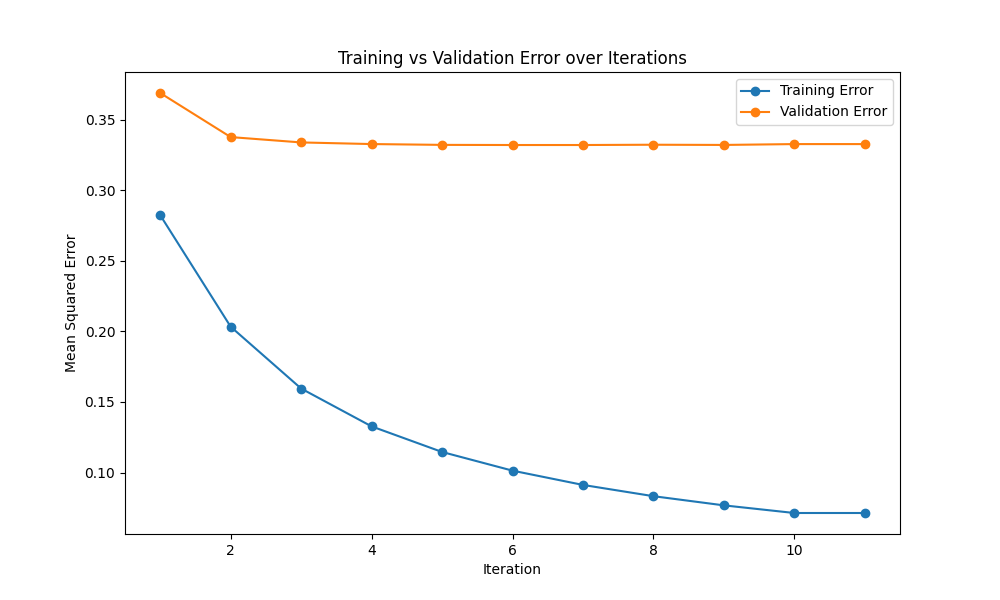 Training vs Validation Error over Iterations
Training Error
Validation Error
Mean Squared Error
0.35
0.30
0.25
0.20
0.15
0.10
2 4 6 8 10
Iteration